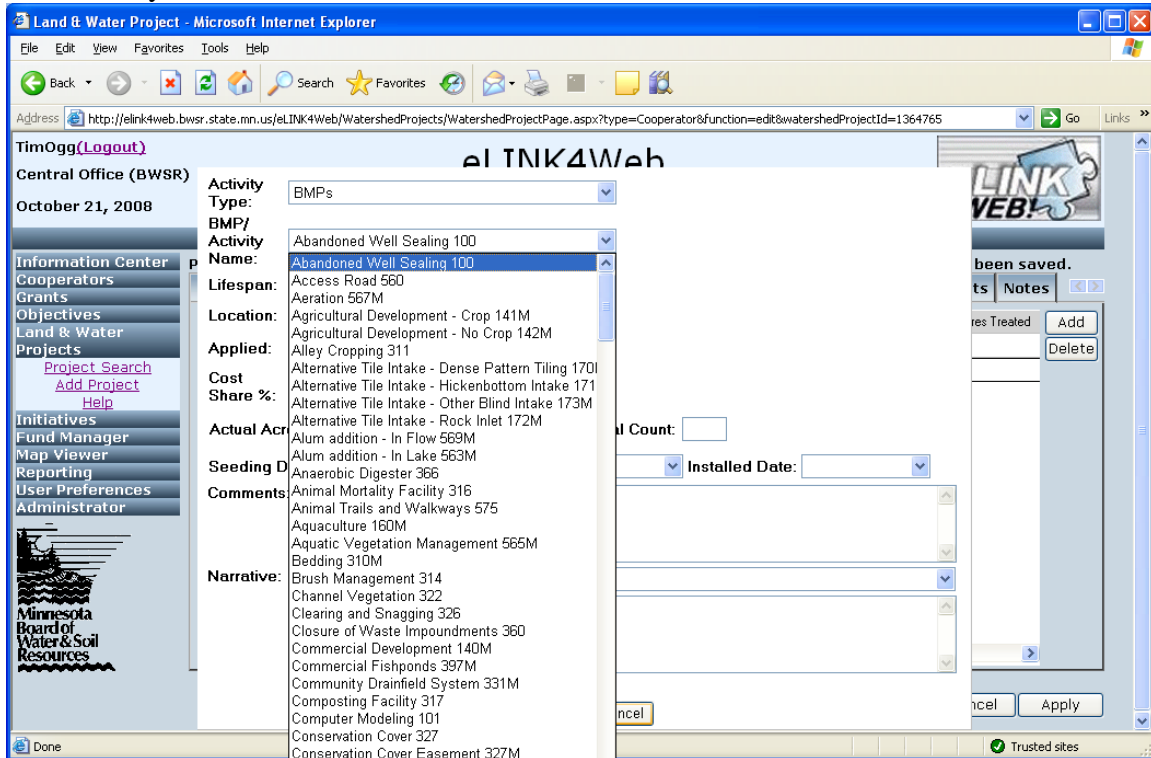 Land & Water Project - Microsoft Internet Explorer
File Edit View Favorites Tools Help
Back Search Favorites
Address http://elink4web.bwsr.state.mn.us/eLINK4Web/WatershedProjects/WatershedProjectPage.aspx?type=Cooperator&function=edit&watershedProjectId=1364765 Go Links »
TimOgg(Logout)
Central Office (BWSR)
October 21, 2008
eLINK4Web
LINK
WEB!
Information Center
Cooperators
Grants
Objectives
Land & Water
Projects
Project Search
Add Project
Help
Initiatives
Fund Manager
Map Viewer
Reporting
User Preferences
Administrator
Minnesota
Board of
Water & Soil
Resources
Activity
Type: BMPs
BMP/
Activity
Name: Abandoned Well Sealing 100
Lifespan:
Location:
Applied:
Cost
Share %:
Actual Acr
Seeding D
Comments:
Narrative:
Abandoned Well Sealing 100
Access Road 560
Aeration 567M
Agricultural Development - Crop 141M
Agricultural Development - No Crop 142M
Alley Cropping 311
Alternative Tile Intake - Dense Pattern Tiling 170
Alternative Tile Intake - Hickenbottom Intake 171
Alternative Tile Intake - Other Blind Intake 173M
Alternative Tile Intake - Rock Inlet 172M
Alum addition - In Flow 569M
Alum addition - In Lake 563M
Anaerobic Digester 366
Animal Mortality Facility 316
Animal Trails and Walkways 575
Aquaculture 160M
Aquatic Vegetation Management 565M
Bedding 310M
Brush Management 314
Channel Vegetation 322
Clearing and Snagging 326
Closure of Waste Impoundments 360
Commercial Development 140M
Commercial Fishponds 397M
Community Drainfield System 331M
Composting Facility 317
Computer Modeling 101
Conservation Cover 327
Conservation Cover Easement 327M
al Count:
Installed Date:
ncel
been saved.
ts Notes
res Treated Add
Delete
ncel Apply
Done Trusted sites